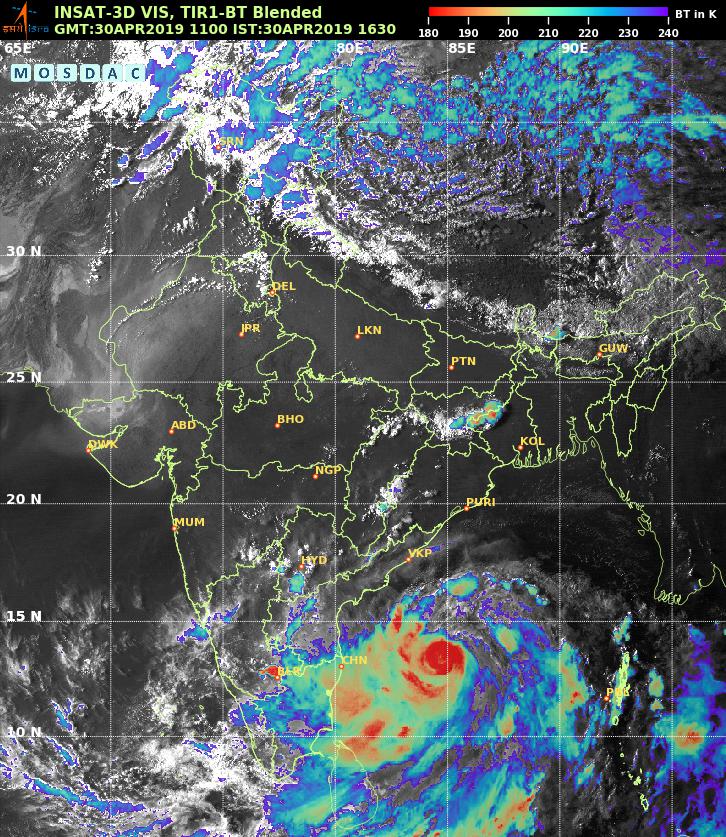 INSAT-3D VIS, TIR1-BT Blended
GMT:30APR2019 1100 IST:30APR2019 1630
BT in K
180 190 200 210 220 230 240
65E 75E 80E 85E 90E
M O S D A C
SRN
30 N
DEL
JPR
LKN
GUW
PTN
25 N
ABD
BHO
DWK
KOL
NGP
20 N
PURI
MUM
VKP
HYD
15 N
CHN
BLR
10 N